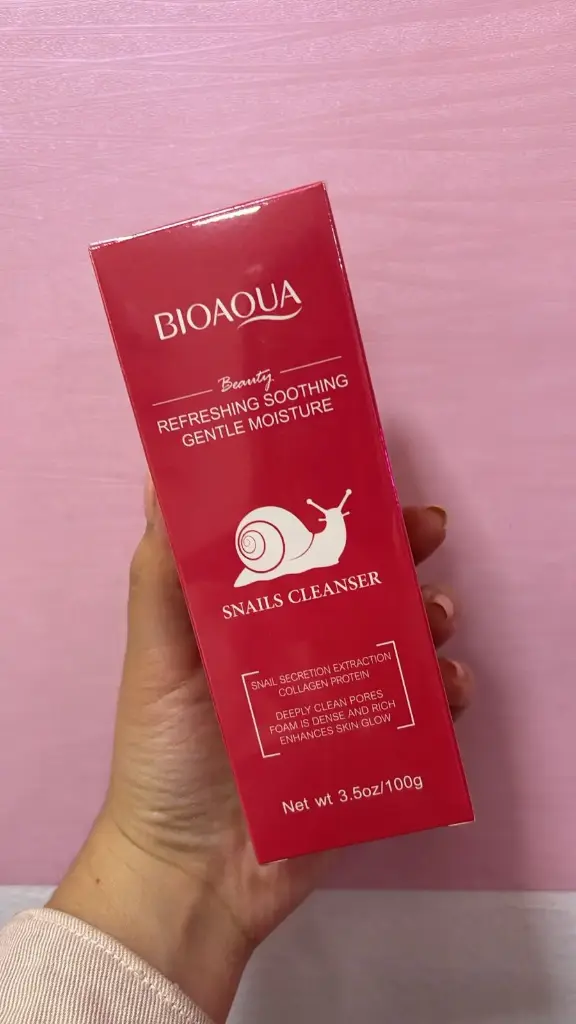 BIOAQUA
Beauty
REFRESHING SOOTHING
GENTLE MOISTURE
SNAILS CLEANSER
SNAIL SECRETION EXTRACTION
COLLAGEN PROTEIN
DEEPLY CLEAN PORES
FOAM IS DENSE AND RICH
ENHANCES SKIN GLOW
Net wt 3.5oz/100g